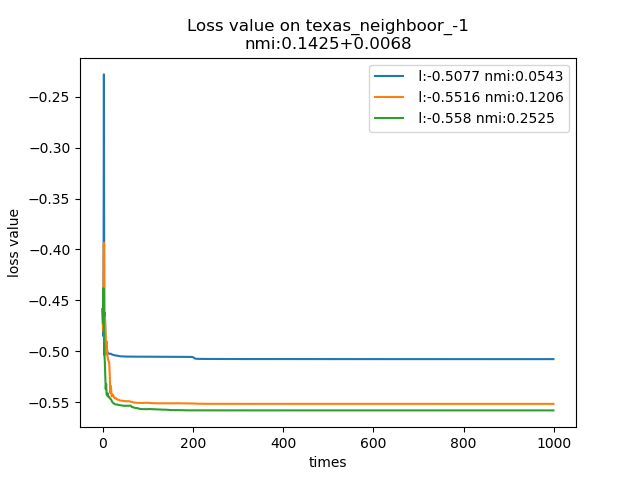 Loss value on texas_neighboor_-1
nmi:0.1425+0.0068
l:-0.5077 nmi:0.0543
l:-0.5516 nmi:0.1206
l:-0.558 nmi:0.2525
loss value
−0.25
−0.30
−0.35
−0.40
−0.45
−0.50
−0.55
0
200
400
600
800
1000
times